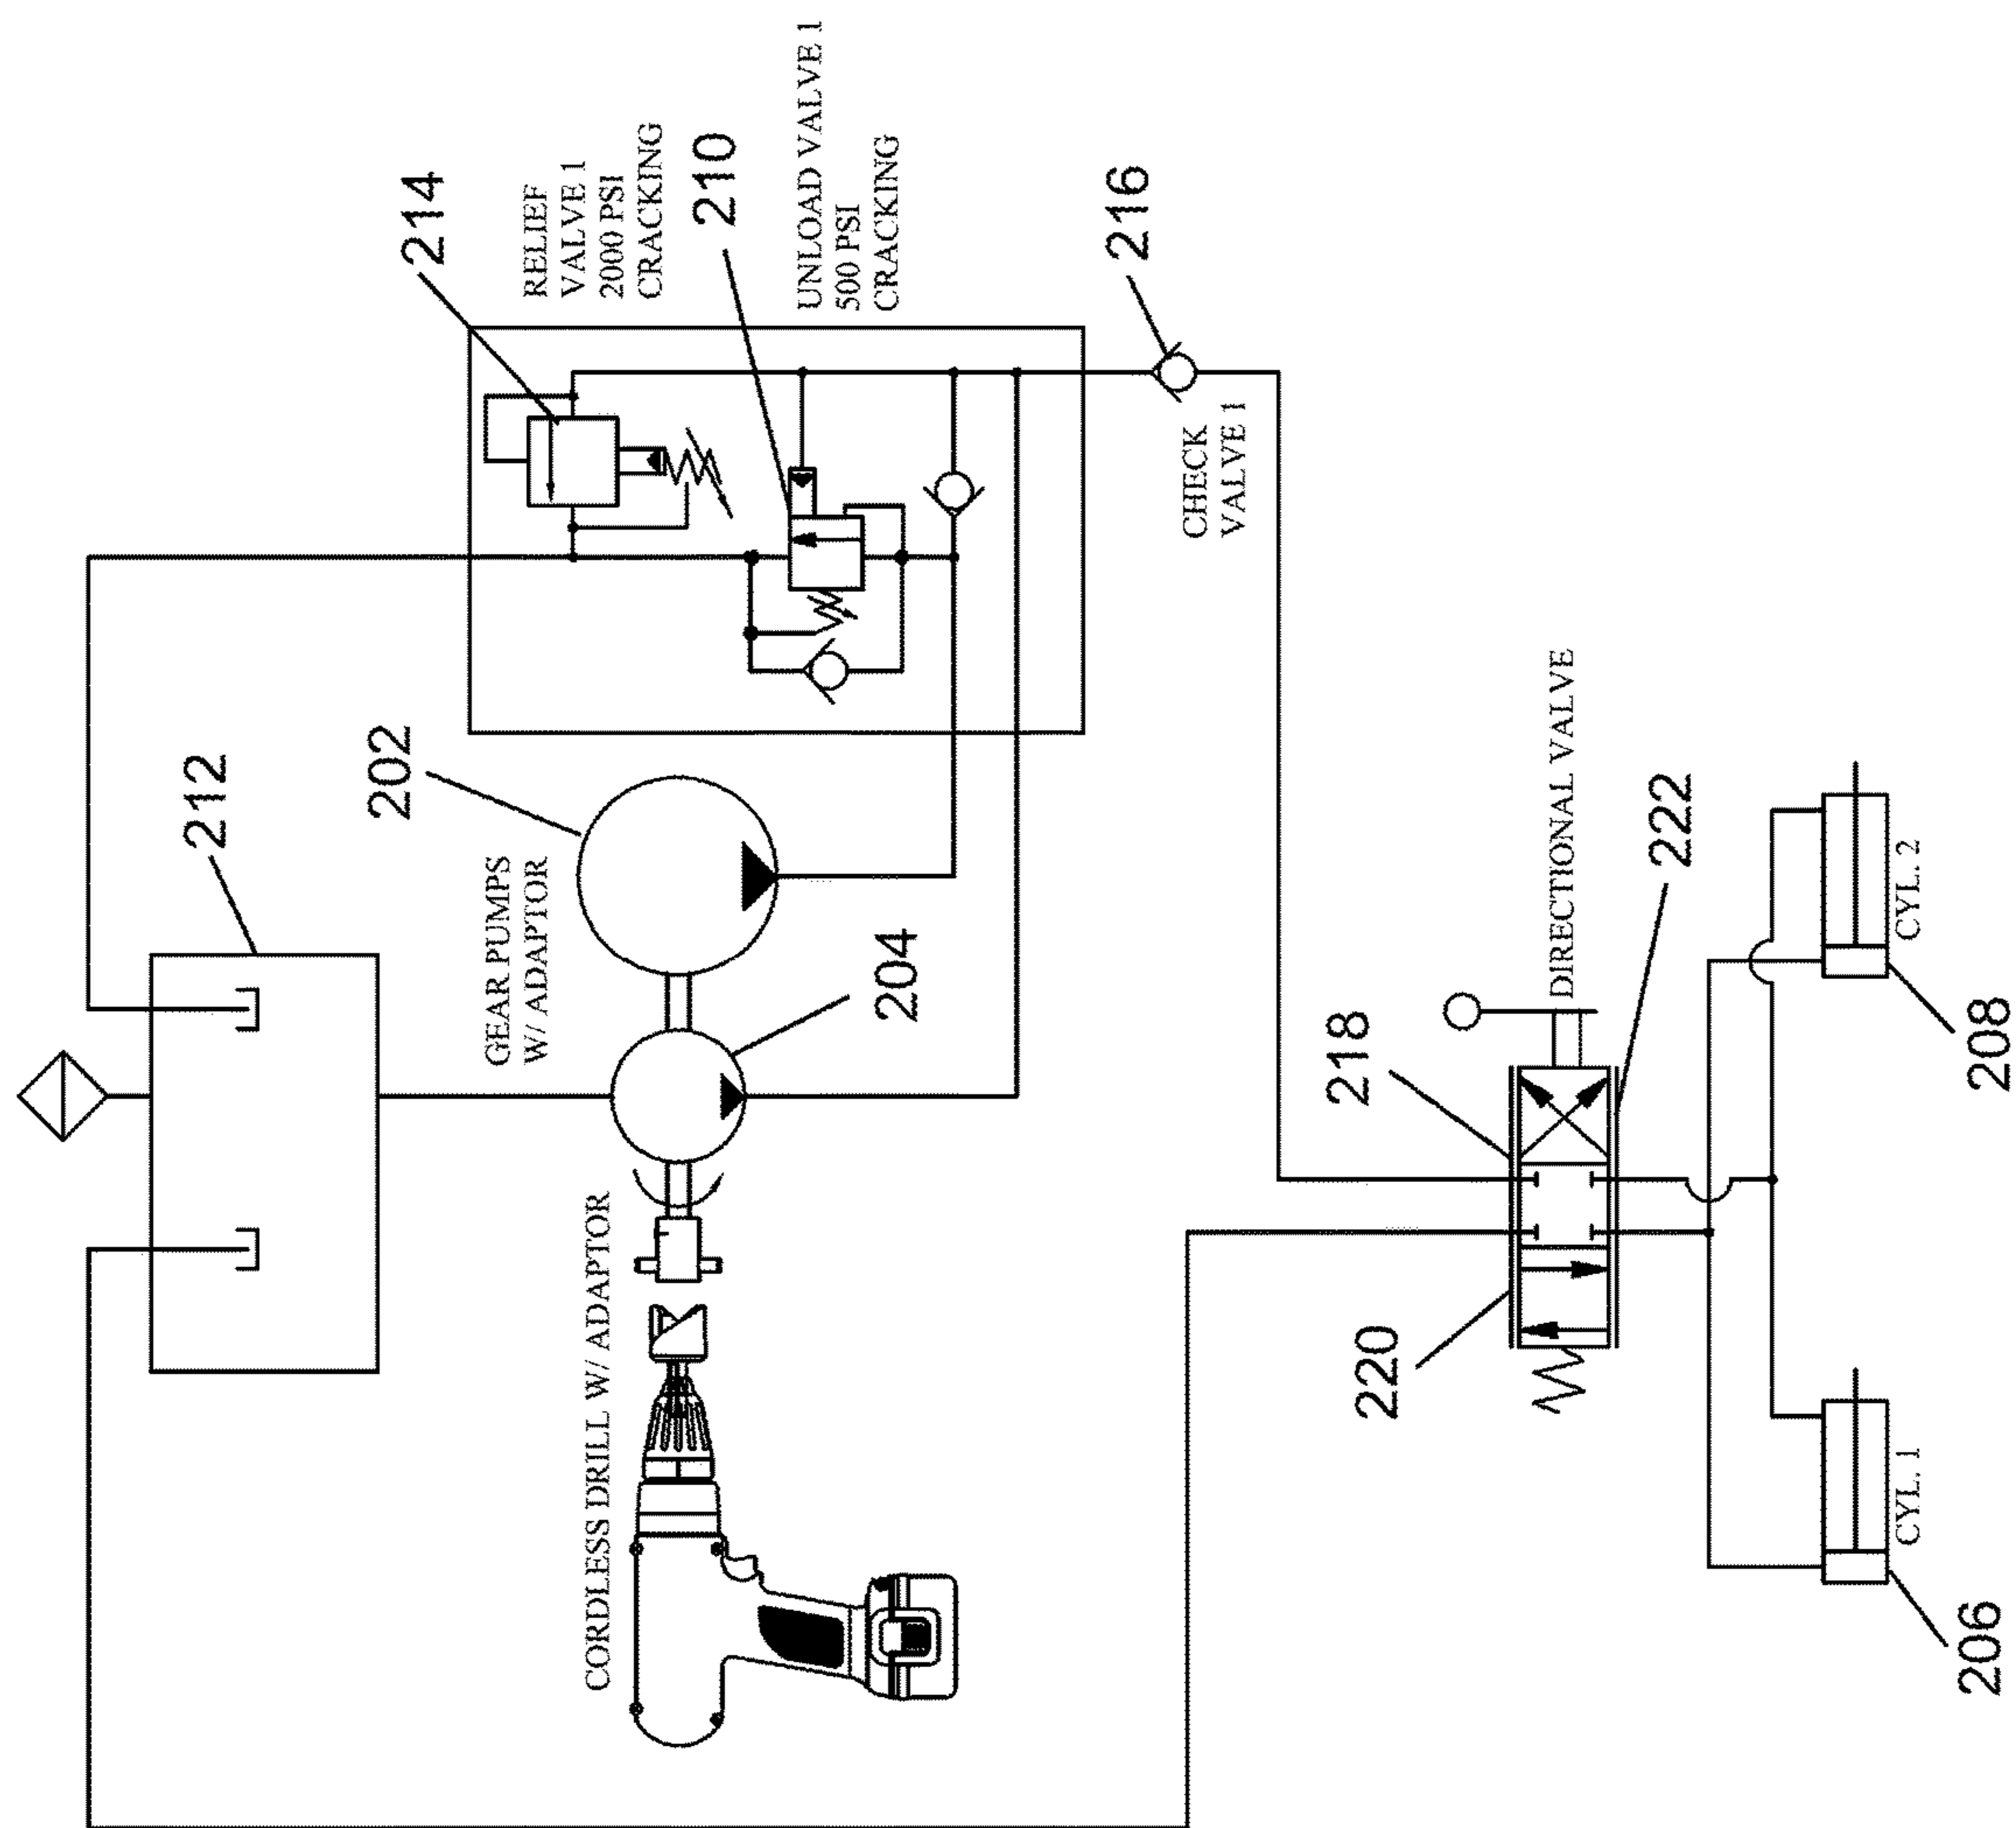 RELIEF
VALVE 1
2000 PSI
CRACKING
214
210
UNLOAD VALVE 1
500 PSI
CRACKING
216
CHECK
VALVE 1
212
202
GEAR PUMPS
W/ ADAPTOR
204
CORDLESS DRILL W/ ADAPTOR
DIRECTIONAL VALVE
218
220
222
CYL. 2
208
CYL. 1
206